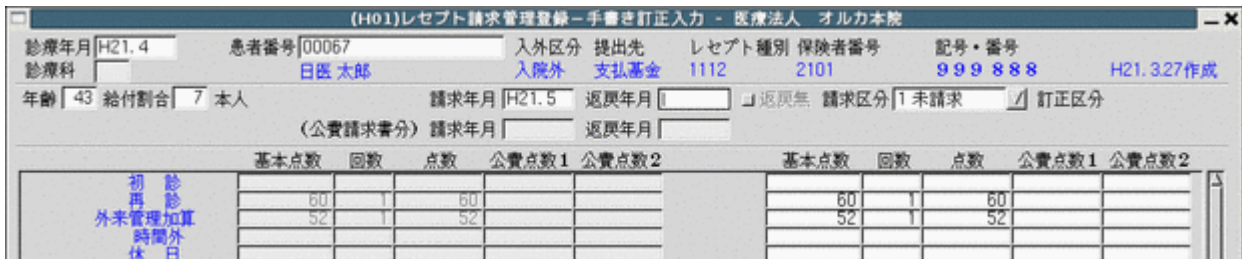 (H01)レセプト請求管理登録－手書き訂正入力 - 医療法人 オルカ本院
診療年月 H21. 4 患者番号 00067 入外区分 提出先 レセプト種別 保険者番号 記号・番号
診療科 日医 太郎 入院外 支払基金 1112 2101 ９９９ ８８８ H21. 3.27作成
年齢 43 給付割合 7 本人 請求年月 H21. 5 返戻年月 返戻無 請求区分 1 未請求 訂正区分
(公費請求書分) 請求年月 返戻年月
基本点数 回数 点数 公費点数１ 公費点数２ 基本点数 回数 点数 公費点数１ 公費点数２
初 診
再 診 60 1 60 60 1 60
外来管理加算 52 1 52 52 1 52
時間外
休 日